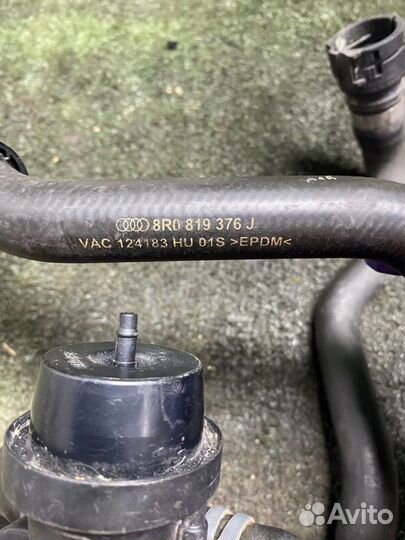 8R0 819 376 J
VAC 124183 HU 01S >EPDM<
Avito